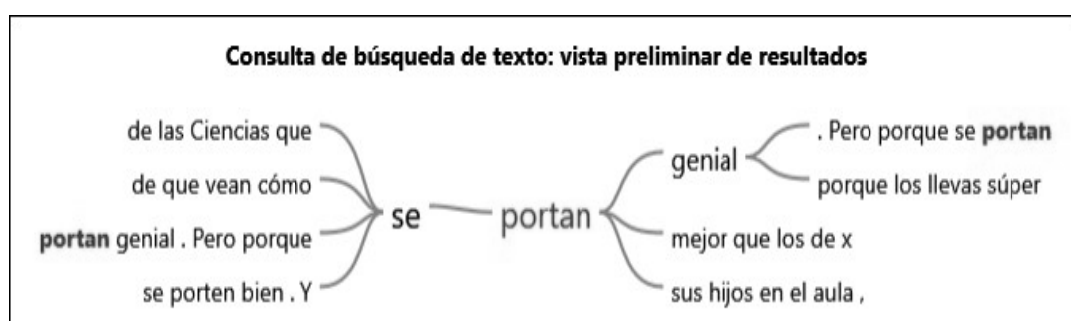 Consulta de búsqueda de texto: vista preliminar de resultados
de las Ciencias que
de que vean cómo
portan genial . Pero porque
se porten bien . Y
se
portan
genial
. Pero porque se portan
porque los llevas súper
mejor que los de x
sus hijos en el aula ,